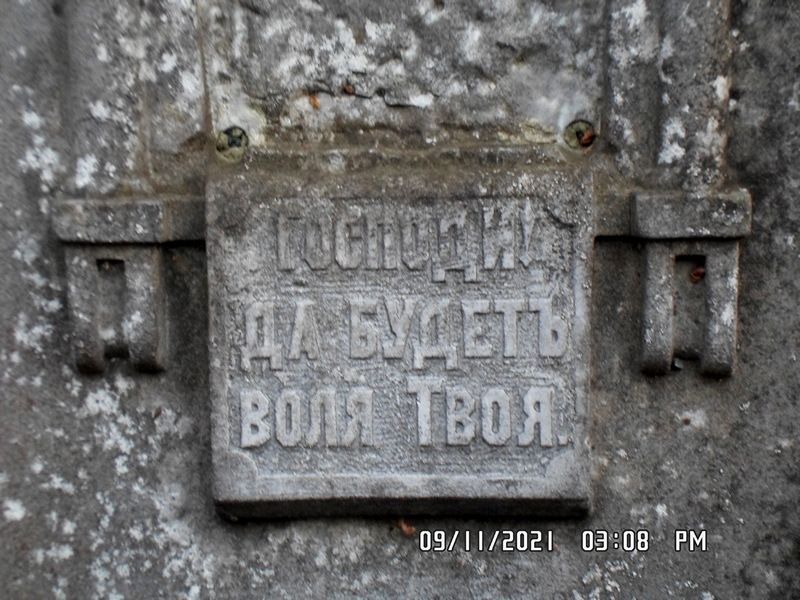 ГОСПОДИ,
ДА БУДЕТЪ
ВОЛЯ ТВОЯ.
09/11/2021 03:08 PM